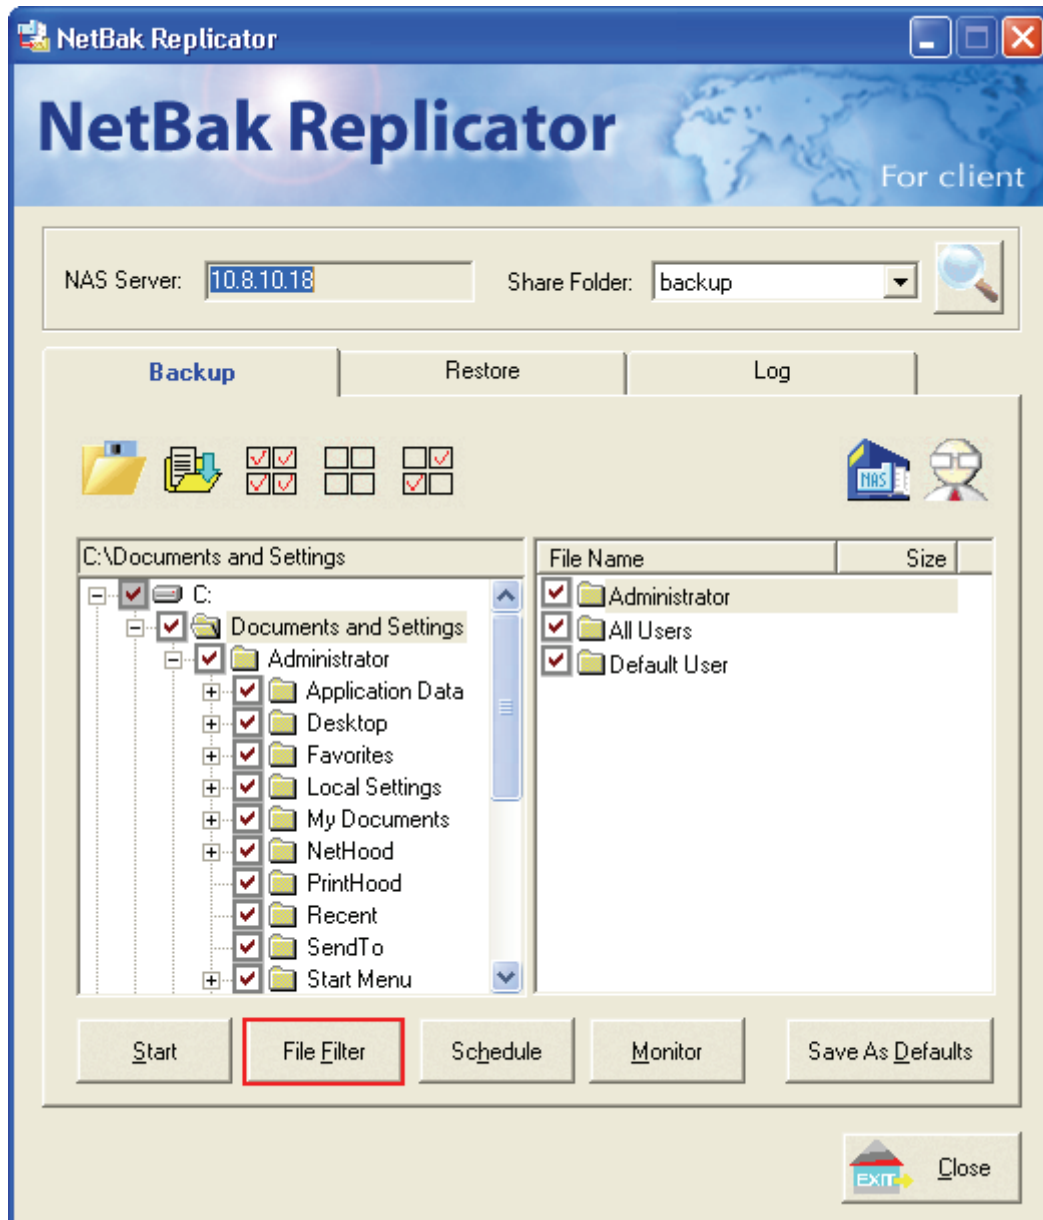 NetBak Replicator
NetBak Replicator
For client
NAS Server: 10.8.10.18 Share Folder: backup
Backup Restore Log
NAS
C:\Documents and Settings
File Name Size
C:
Documents and Settings
Administrator
Application Data
Desktop
Favorites
Local Settings
My Documents
NetHood
PrintHood
Recent
SendTo
Start Menu
Administrator
All Users
Default User
Start File Filter Schedule Monitor Save As Defaults
EXIT Close